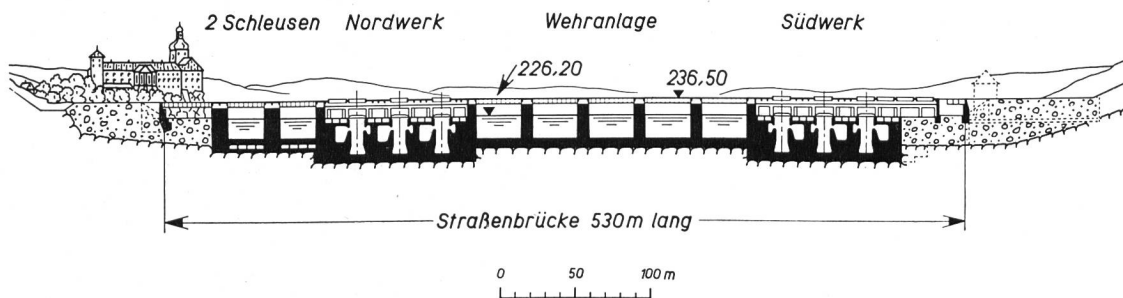 2 Schleusen Nordwerk Wehranlage Südwerk
226,20
236,50
Straßenbrücke 530m lang
0 50 100 m